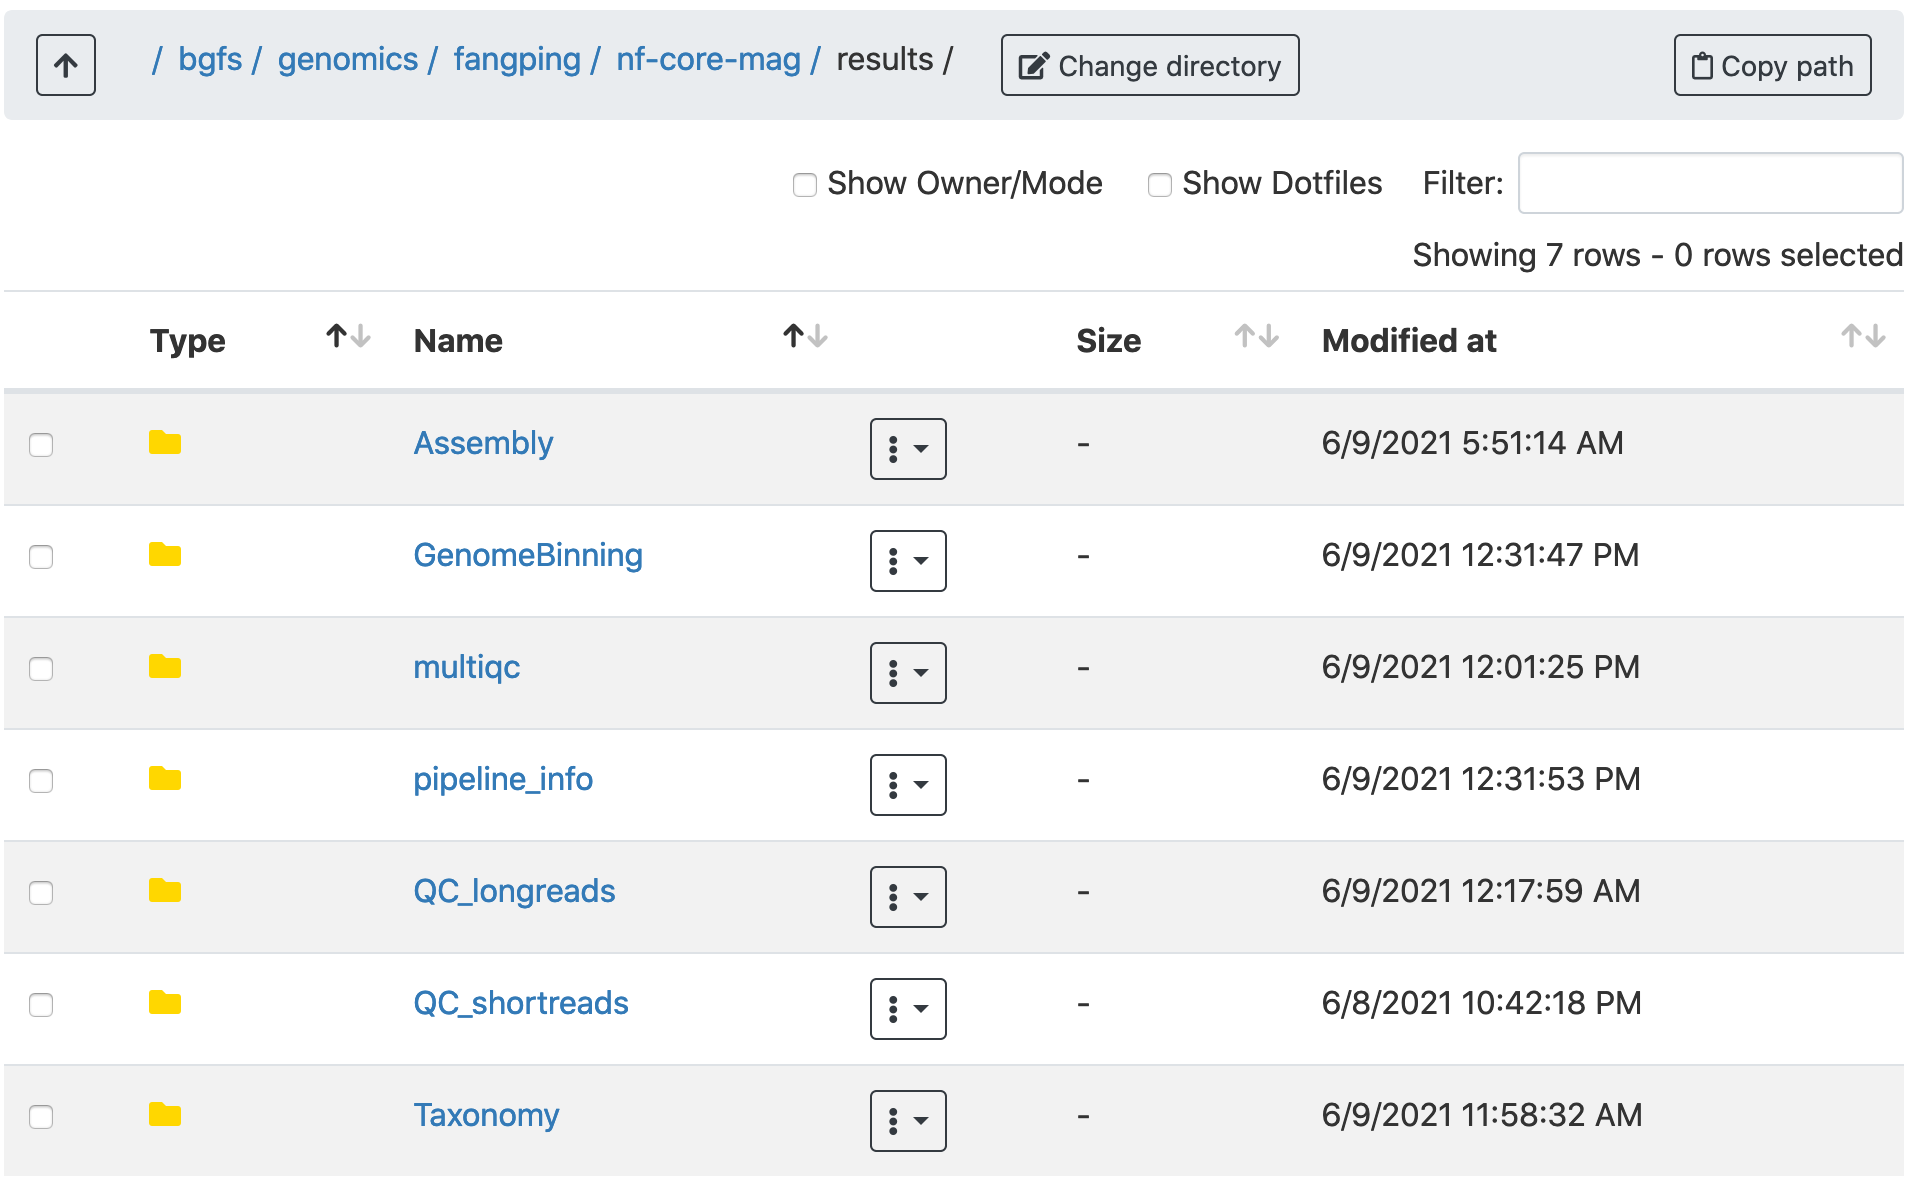 / bgfs / genomics / fangping / nf-core-mag / results / Change directory Copy path
Show Owner/Mode Show Dotfiles Filter:
Showing 7 rows - 0 rows selected
Type Name Size Modified at
Assembly - 6/9/2021 5:51:14 AM
GenomeBinning - 6/9/2021 12:31:47 PM
multiqc - 6/9/2021 12:01:25 PM
pipeline_info - 6/9/2021 12:31:53 PM
QC_longreads - 6/9/2021 12:17:59 AM
QC_shortreads - 6/8/2021 10:42:18 PM
Taxonomy - 6/9/2021 11:58:32 AM